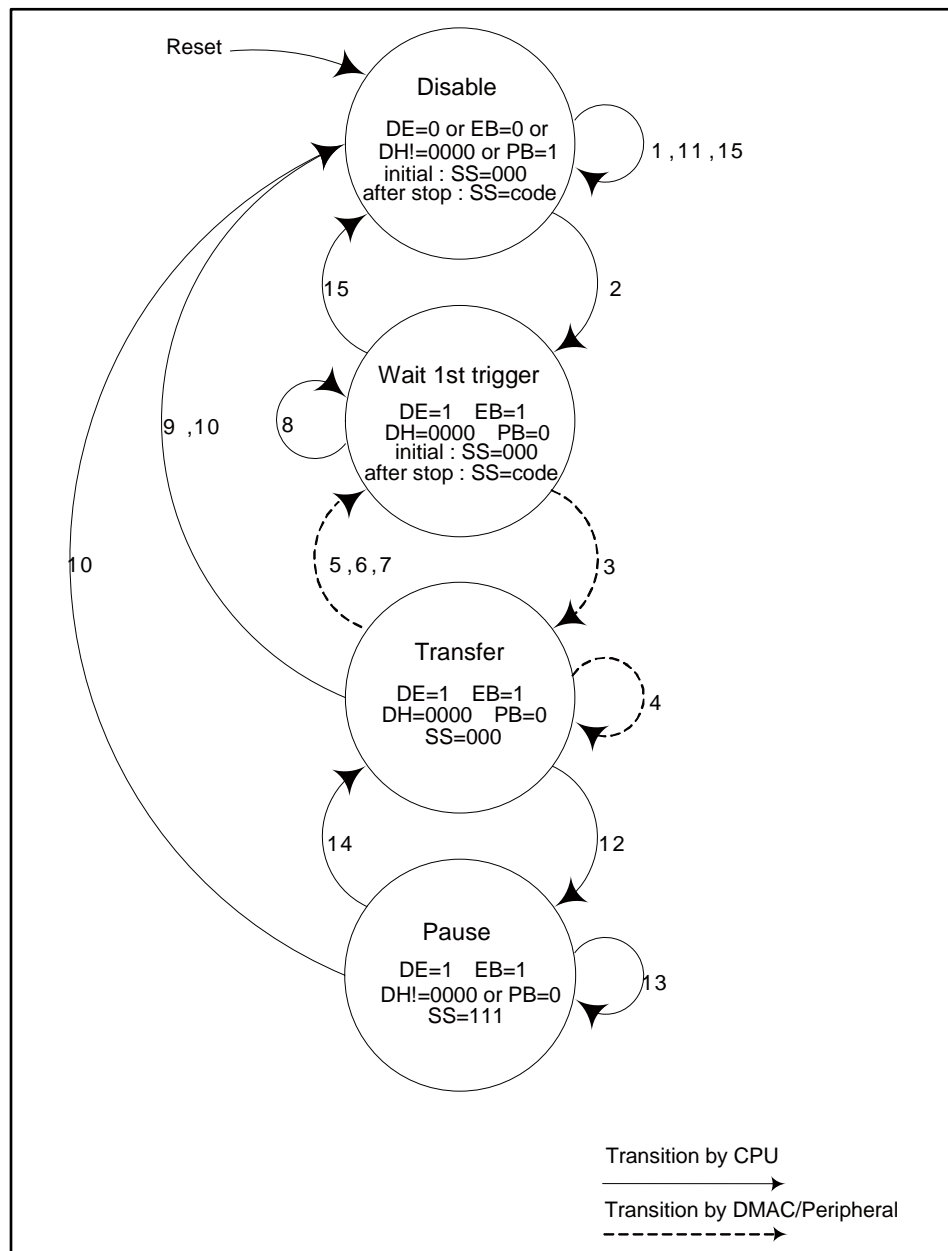 Reset
Disable
DE=0 or EB=0 or
DH!=0000 or PB=1
initial : SS=000
after stop : SS=code
1 ,11 ,15
15
2
Wait 1st trigger
DE=1 EB=1
DH=0000 PB=0
initial : SS=000
after stop : SS=code
8
9 ,10
10
5 ,6 ,7
3
Transfer
DE=1 EB=1
DH=0000 PB=0
SS=000
4
14
12
Pause
DE=1 EB=1
DH!=0000 or PB=0
SS=111
13
Transition by CPU
Transition by DMAC/Peripheral